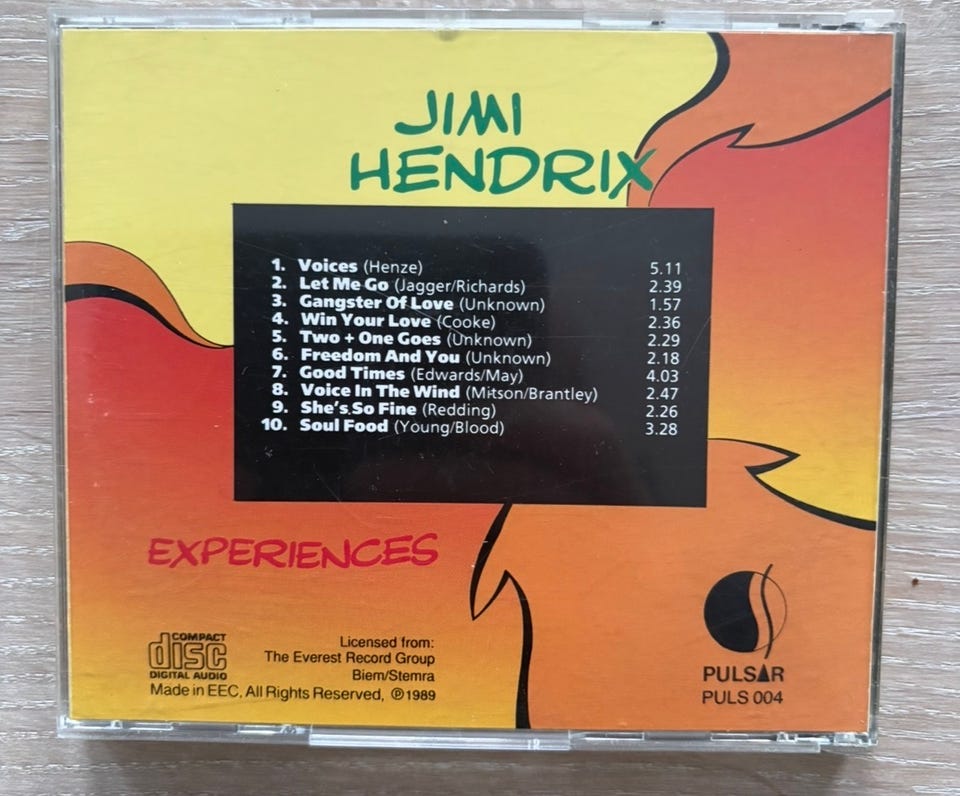 JIMI
HENDRIX
1. Voices (Henze) 5.11
2. Let Me Go (Jagger/Richards) 2.39
3. Gangster Of Love (Unknown) 1.57
4. Win Your Love (Cooke) 2.36
5. Two + One Goes (Unknown) 2.29
6. Freedom And You (Unknown) 2.18
7. Good Times (Edwards/May) 4.03
8. Voice In The Wind (Mitson/Brantley) 2.47
9. She's So Fine (Redding) 2.26
10. Soul Food (Young/Blood) 3.28
EXPERIENCES
COMPACT
disc
DIGITAL AUDIO
Licensed from:
The Everest Record Group
Biem/Stemra
Made in EEC, All Rights Reserved, ℗1989
PULSAR
PULS 004